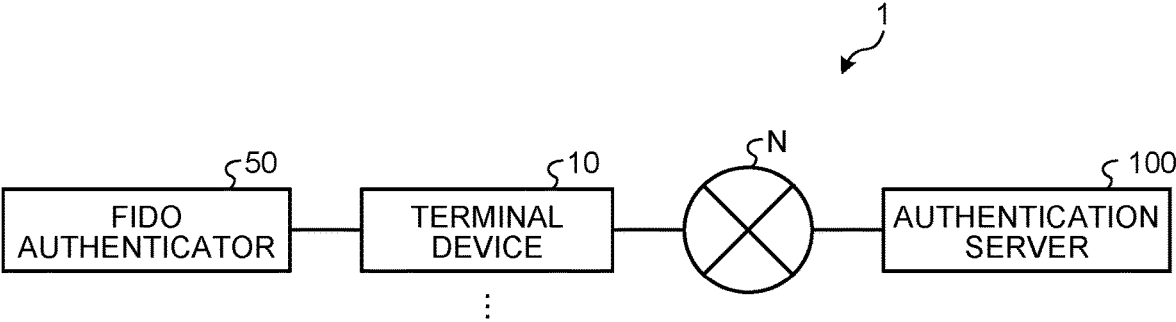 1
50
10
N
100
FIDO
AUTHENTICATOR
TERMINAL
DEVICE
AUTHENTICATION
SERVER
⋮